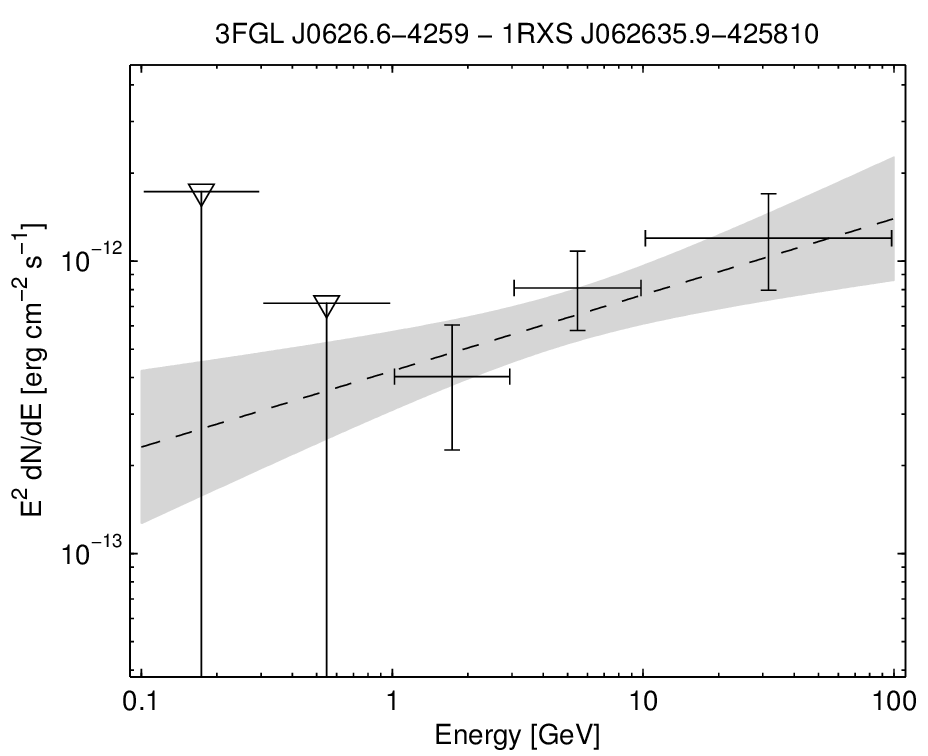 3FGL J0626.6−4259 − 1RXS J062635.9−425810
E² dN/dE [erg cm⁻² s⁻¹]
10⁻¹²
10⁻¹³
0.1 1 10 100
Energy [GeV]